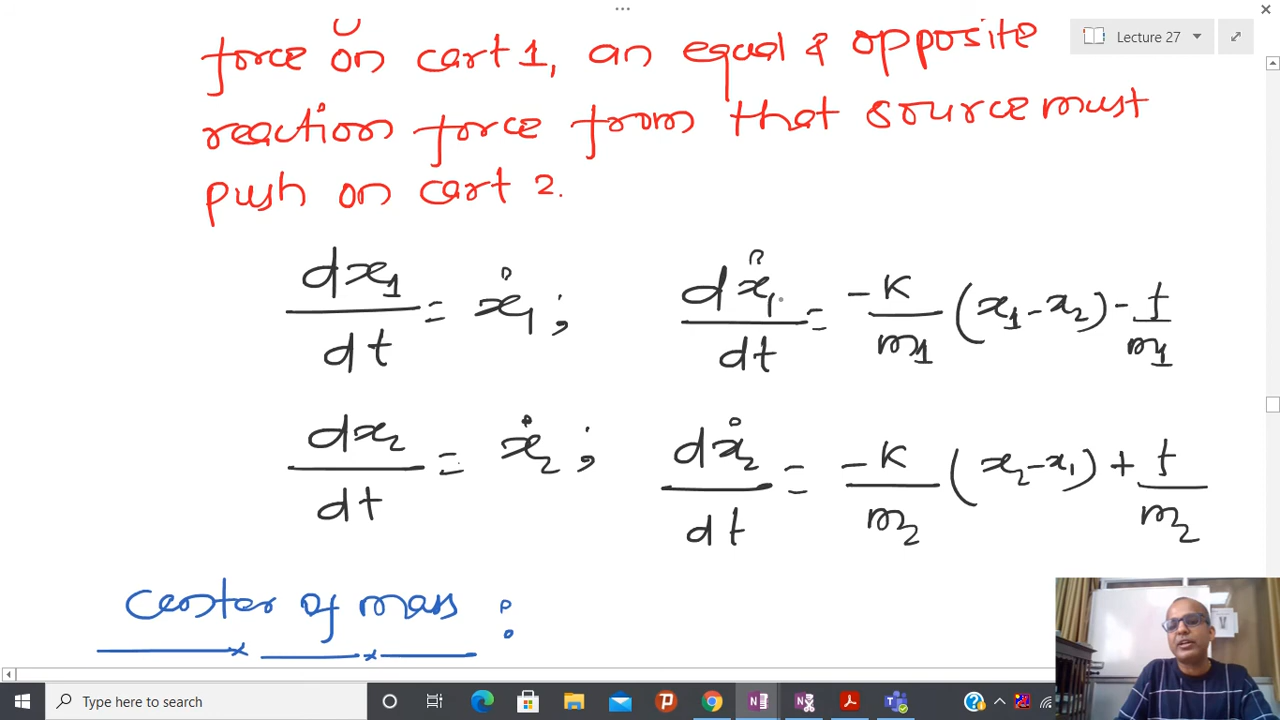 ...
Lecture 27
force on cart 1, an equal & opposite
reaction force from that source must
push on cart 2.
dx₁/dt = ẋ₁ ; dẋ₁/dt = -K/m₁ (x₁ - x₂) - f/m₁
dx₂/dt = ẋ₂ ; dẋ₂/dt = -K/m₂ (x₂ - x₁) + f/m₂
Center of mass :
Type here to search